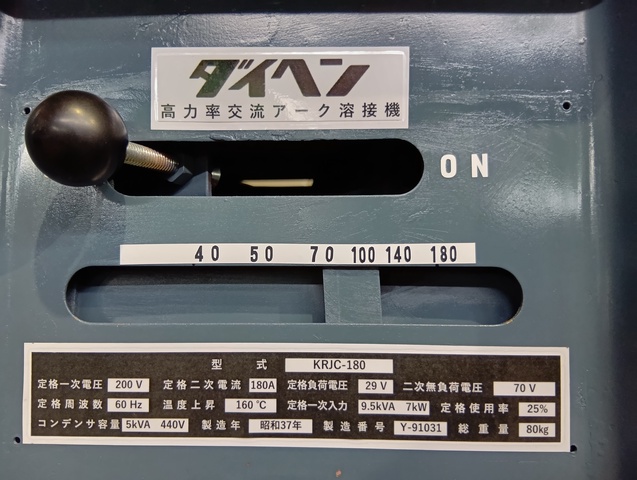 ダイヘン
高力率交流アーク溶接機
ON
40 50 70 100 140 180
型式 KRJC-180
定格一次電圧 200 V 定格二次電流 180A 定格負荷電圧 29 V 二次無負荷電圧 70 V
定格周波数 60 Hz 温度上昇 160 ℃ 定格一次入力 9.5kVA 7kW 定格使用率 25%
コンデンサ容量 5kVA 440V 製造年 昭和37年 製造番号 Y-91031 総重量 80kg